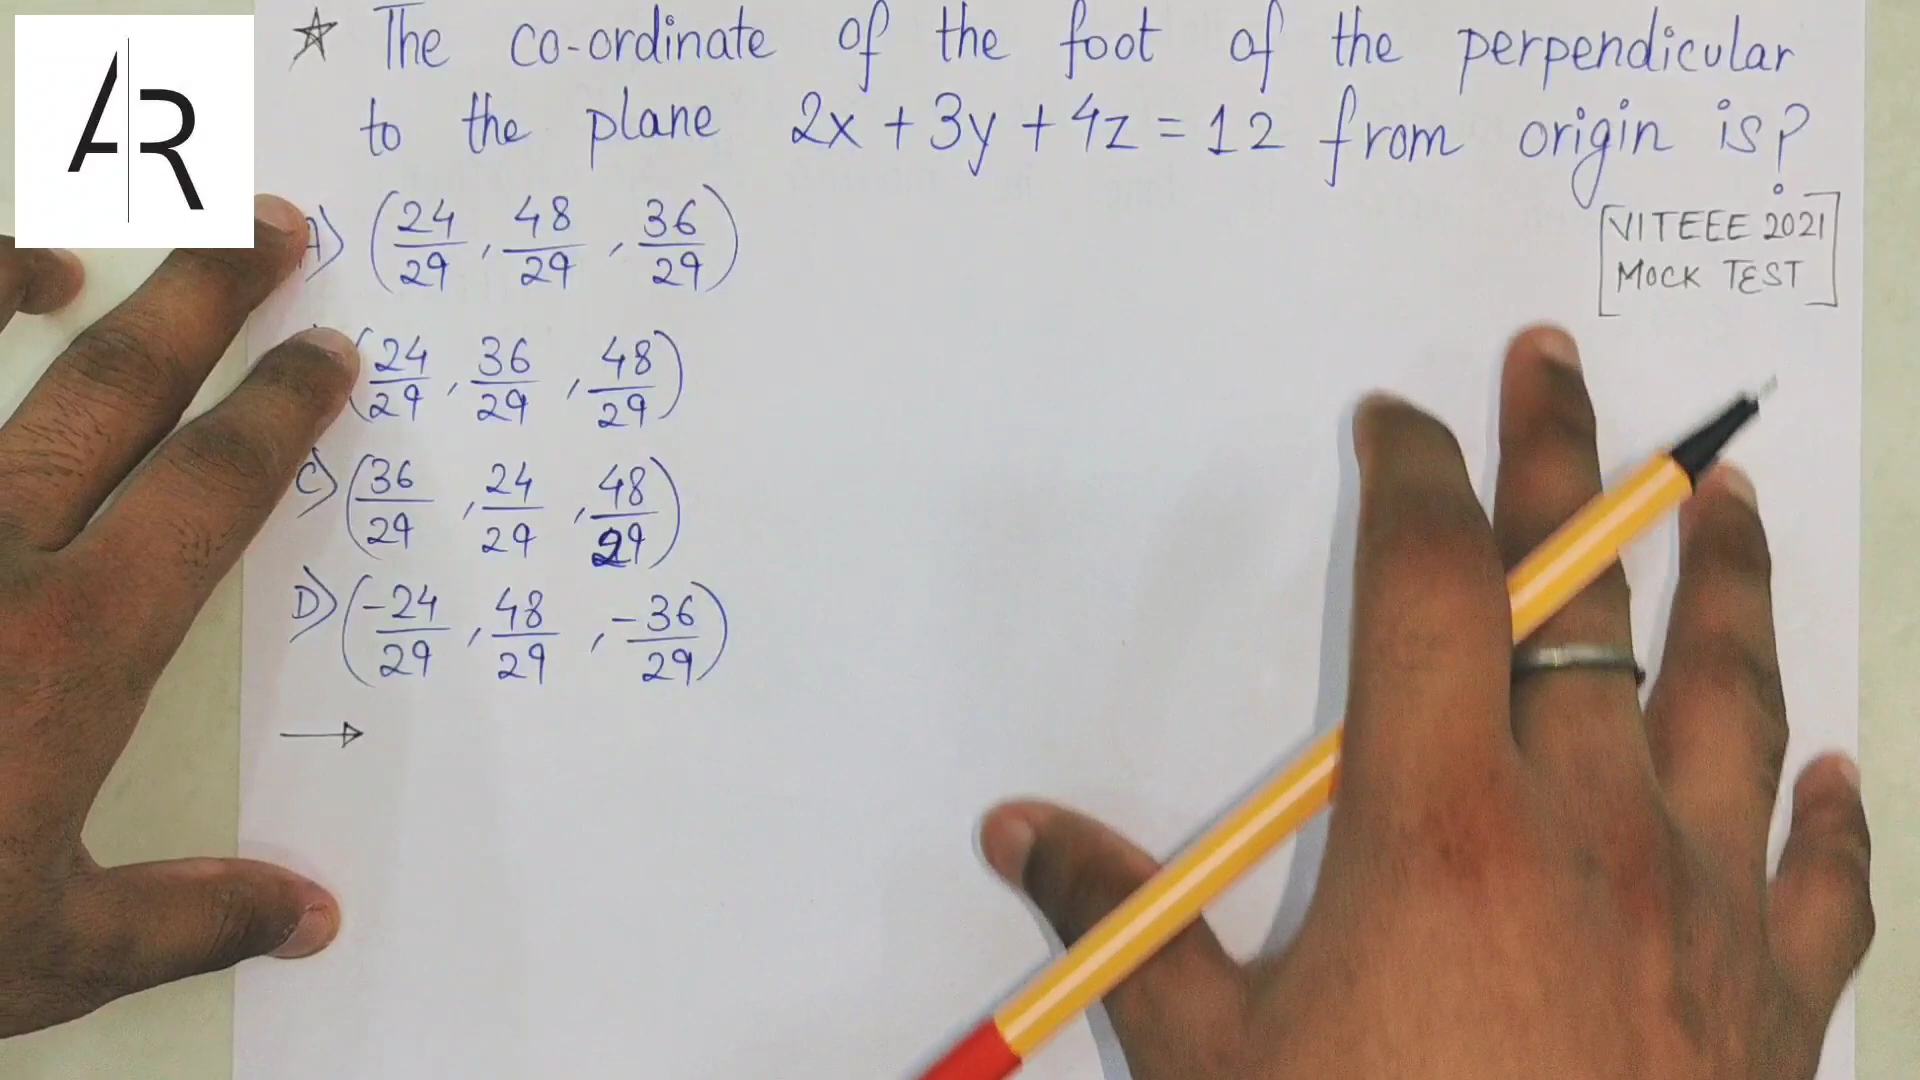 AR
☆ The co-ordinate of the foot of the perpendicular
to the plane 2x + 3y + 4z = 12 from origin is?
[VITEEE 2021
MOCK TEST]
A) (24/29, 48/29, 36/29)
(24/29, 36/29, 48/29)
C) (36/29, 24/29, 48/29)
D) (-24/29, 48/29, -36/29)
→